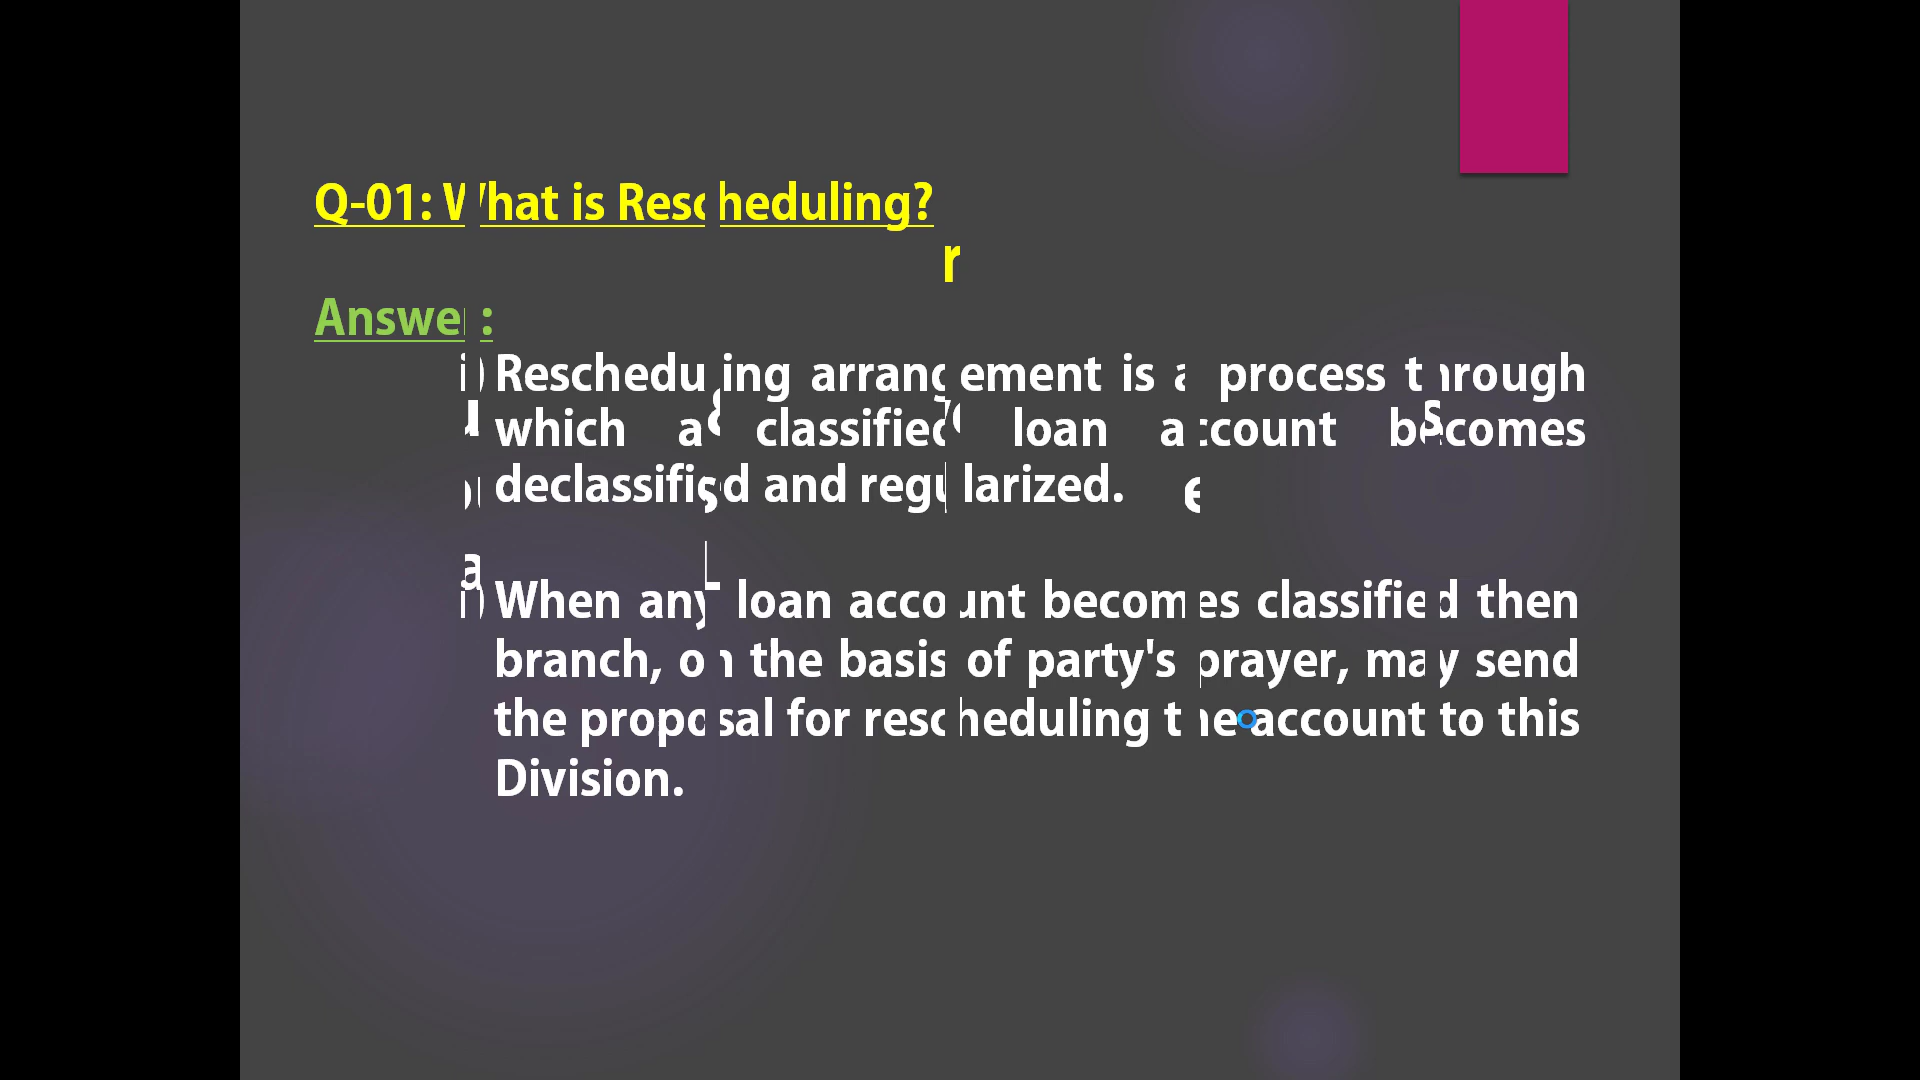 Q-01: What is Rescheduling?
Answer:
i) Rescheduling arrangement is a process through
which a classified loan account becomes
declassified and regularized.
ii) When any loan account becomes classified then
branch, on the basis of party's prayer, may send
the proposal for rescheduling the account to this
Division.